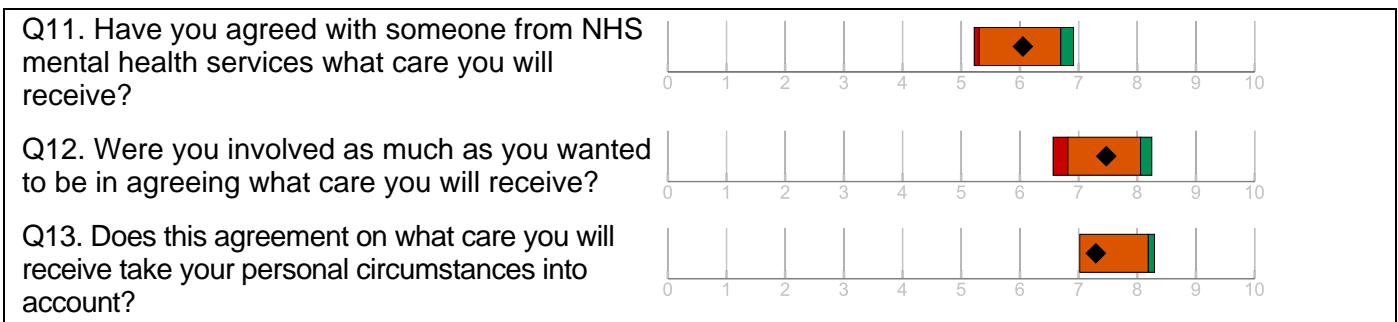 Q11. Have you agreed with someone from NHS
mental health services what care you will
receive?
0 1 2 3 4 5 6 7 8 9 10
Q12. Were you involved as much as you wanted
to be in agreeing what care you will receive?
0 1 2 3 4 5 6 7 8 9 10
Q13. Does this agreement on what care you will
receive take your personal circumstances into
account?
0 1 2 3 4 5 6 7 8 9 10